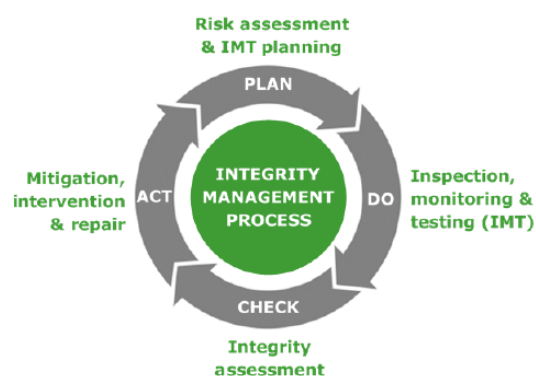 Risk assessment
& IMT planning
PLAN
INTEGRITY
MANAGEMENT
PROCESS
DO
Inspection,
monitoring &
testing (IMT)
CHECK
Integrity
assessment
ACT
Mitigation,
intervention
& repair